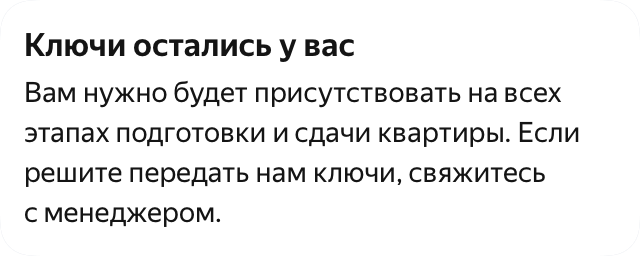 Ключи остались у вас
Вам нужно будет присутствовать на всех
этапах подготовки и сдачи квартиры. Если
решите передать нам ключи, свяжитесь
с менеджером.